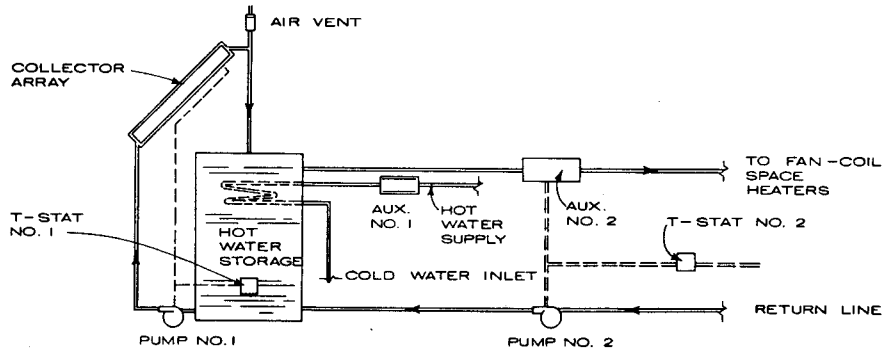 AIR VENT
COLLECTOR
ARRAY
TO FAN-COIL
SPACE
HEATERS
AUX.
NO. 1
HOT
WATER
SUPPLY
AUX.
NO. 2
T-STAT NO. 2
T-STAT
NO. 1
HOT
WATER
STORAGE
COLD WATER INLET
RETURN LINE
PUMP NO. 1
PUMP NO. 2